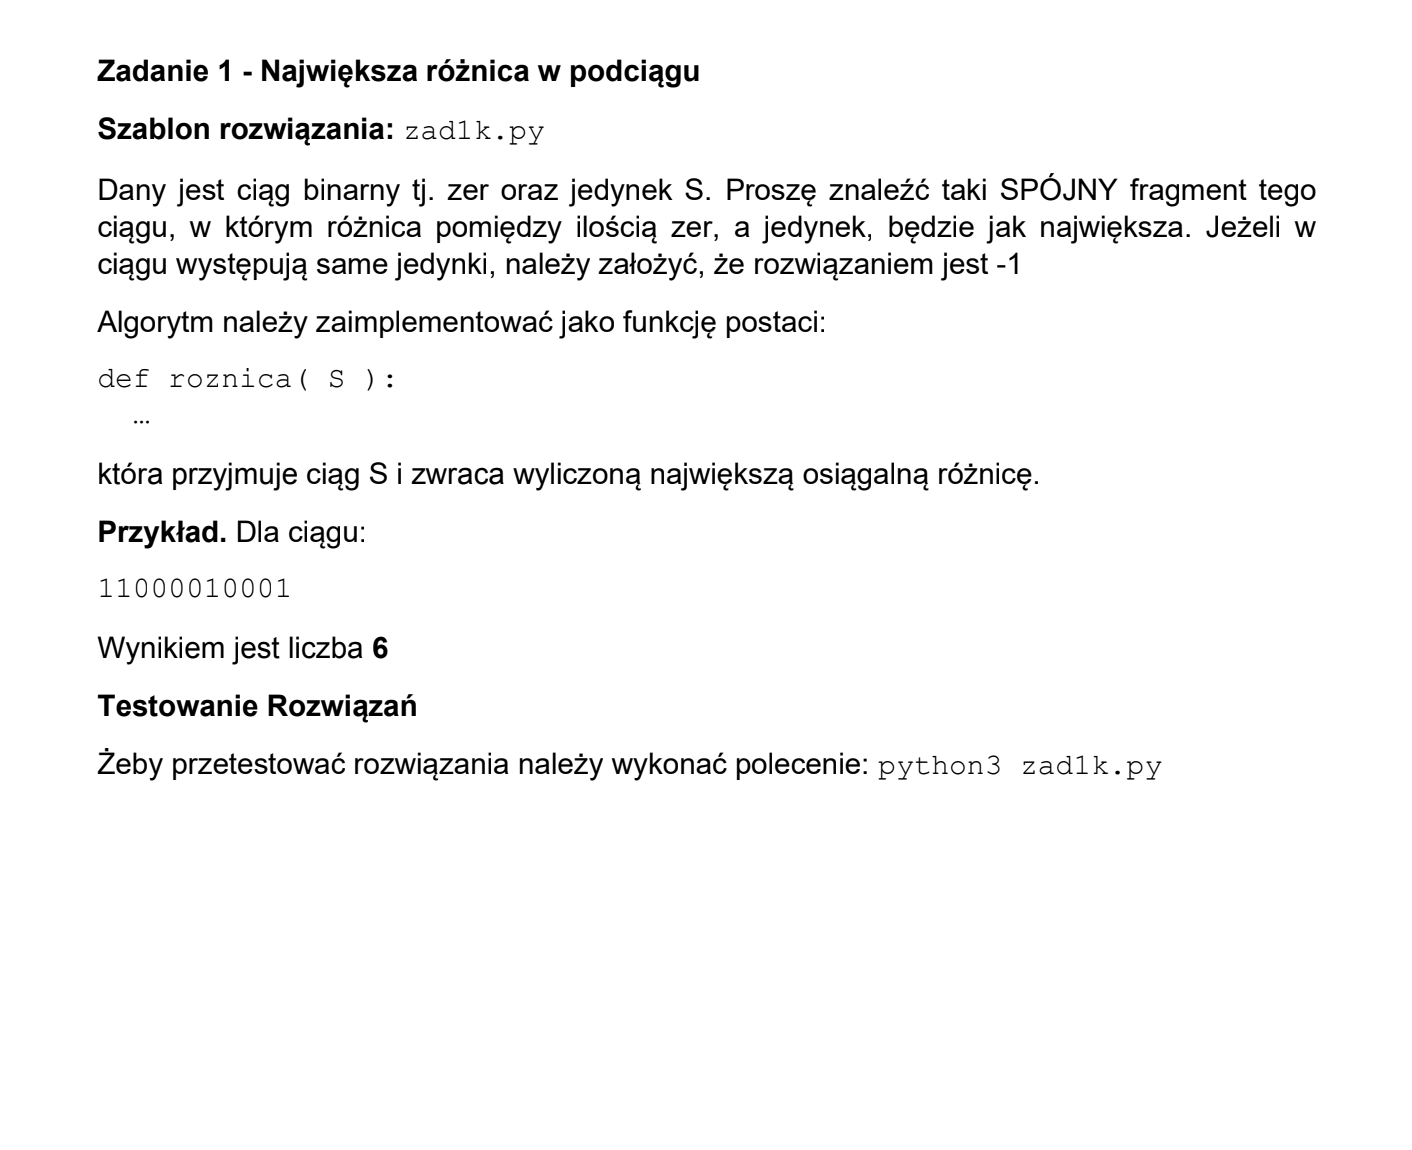 Zadanie 1 - Największa różnica w podciągu
Szablon rozwiązania: zad1k.py
Dany jest ciąg binarny tj. zer oraz jedynek S. Proszę znaleźć taki SPÓJNY fragment tego
ciągu, w którym różnica pomiędzy ilością zer, a jedynek, będzie jak największa. Jeżeli w
ciągu występują same jedynki, należy założyć, że rozwiązaniem jest -1
Algorytm należy zaimplementować jako funkcję postaci:
def roznica( S ):
…
która przyjmuje ciąg S i zwraca wyliczoną największą osiągalną różnicę.
Przykład. Dla ciągu:
11000010001
Wynikiem jest liczba 6
Testowanie Rozwiązań
Żeby przetestować rozwiązania należy wykonać polecenie: python3 zad1k.py